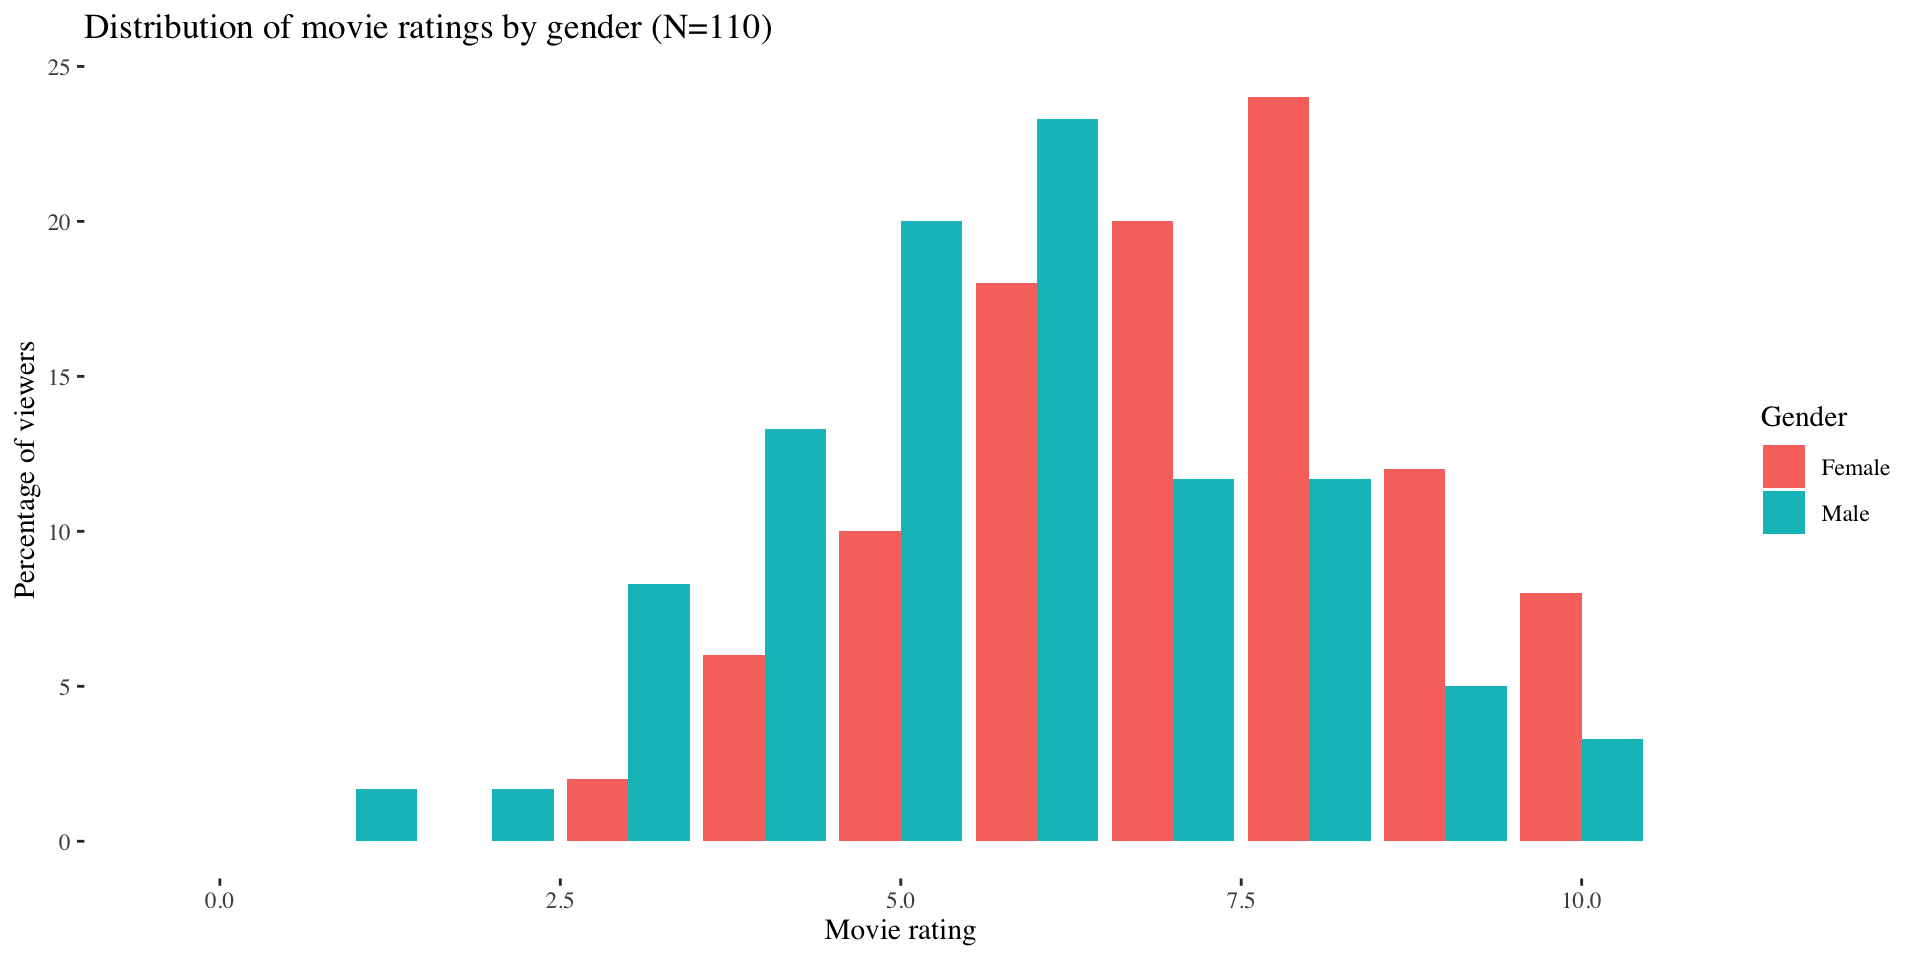 Distribution of movie ratings by gender (N=110)
25
20
15
10
5
0
Percentage of viewers
0.0
2.5
5.0
7.5
10.0
Movie rating
Gender
Female
Male